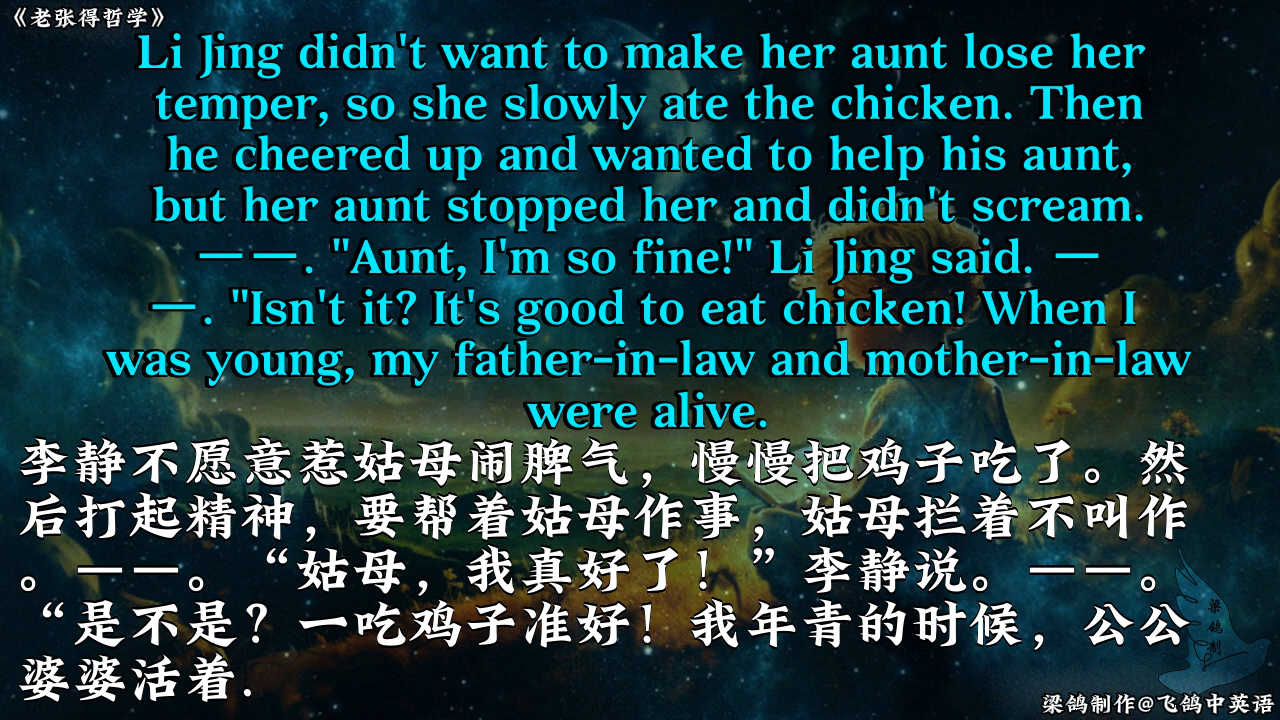 《老张得哲学》
Li Jing didn't want to make her aunt lose her
temper, so she slowly ate the chicken. Then
he cheered up and wanted to help his aunt,
but her aunt stopped her and didn't scream.
——. "Aunt, I'm so fine!" Li Jing said. —
—. "Isn't it? It's good to eat chicken! When I
was young, my father-in-law and mother-in-law
were alive.
李静不愿意惹姑母闹脾气，慢慢把鸡子吃了。然
后打起精神，要帮着姑母作事，姑母拦着不叫作
。——。“姑母，我真好了！”李静说。——。
“是不是？一吃鸡子准好！我年青的时候，公公
婆婆活着.
梁鸽制
梁鸽制作@飞鸽中英语